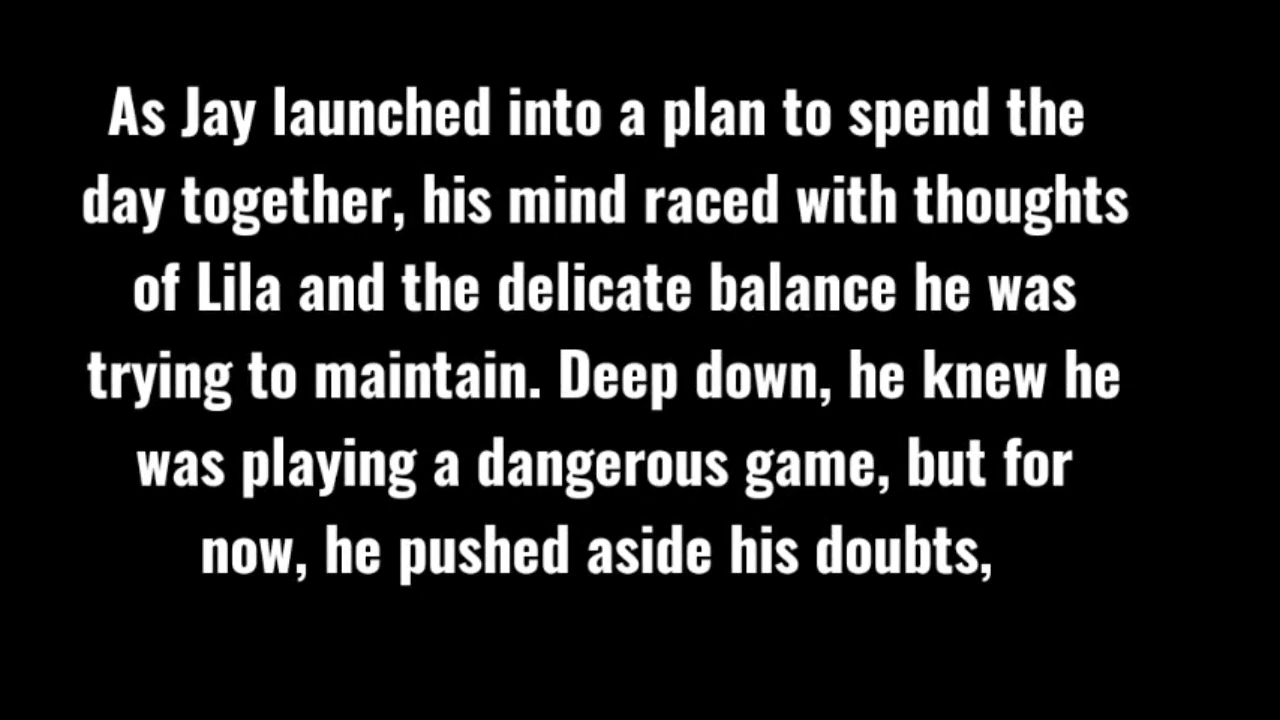 As Jay launched into a plan to spend the
day together, his mind raced with thoughts
of Lila and the delicate balance he was
trying to maintain. Deep down, he knew he
was playing a dangerous game, but for
now, he pushed aside his doubts,